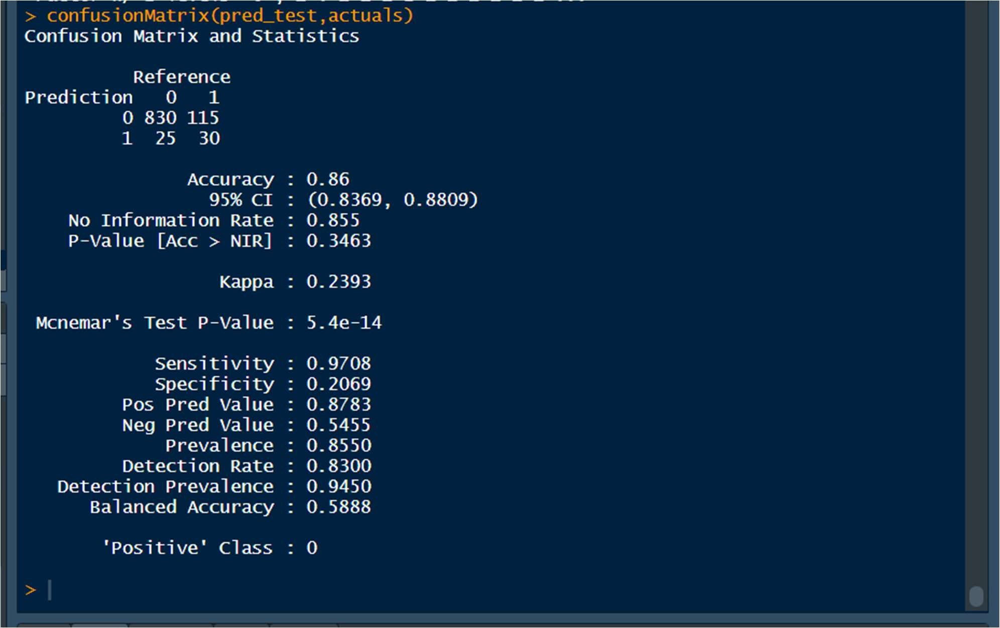 > confusionMatrix(pred_test,actuals)
Confusion Matrix and Statistics
Reference
Prediction 0 1
0 830 115
1 25 30
Accuracy : 0.86
95% CI : (0.8369, 0.8809)
No Information Rate : 0.855
P-Value [Acc > NIR] : 0.3463
Kappa : 0.2393
Mcnemar's Test P-Value : 5.4e-14
Sensitivity : 0.9708
Specificity : 0.2069
Pos Pred Value : 0.8783
Neg Pred Value : 0.5455
Prevalence : 0.8550
Detection Rate : 0.8300
Detection Prevalence : 0.9450
Balanced Accuracy : 0.5888
'Positive' Class : 0
>